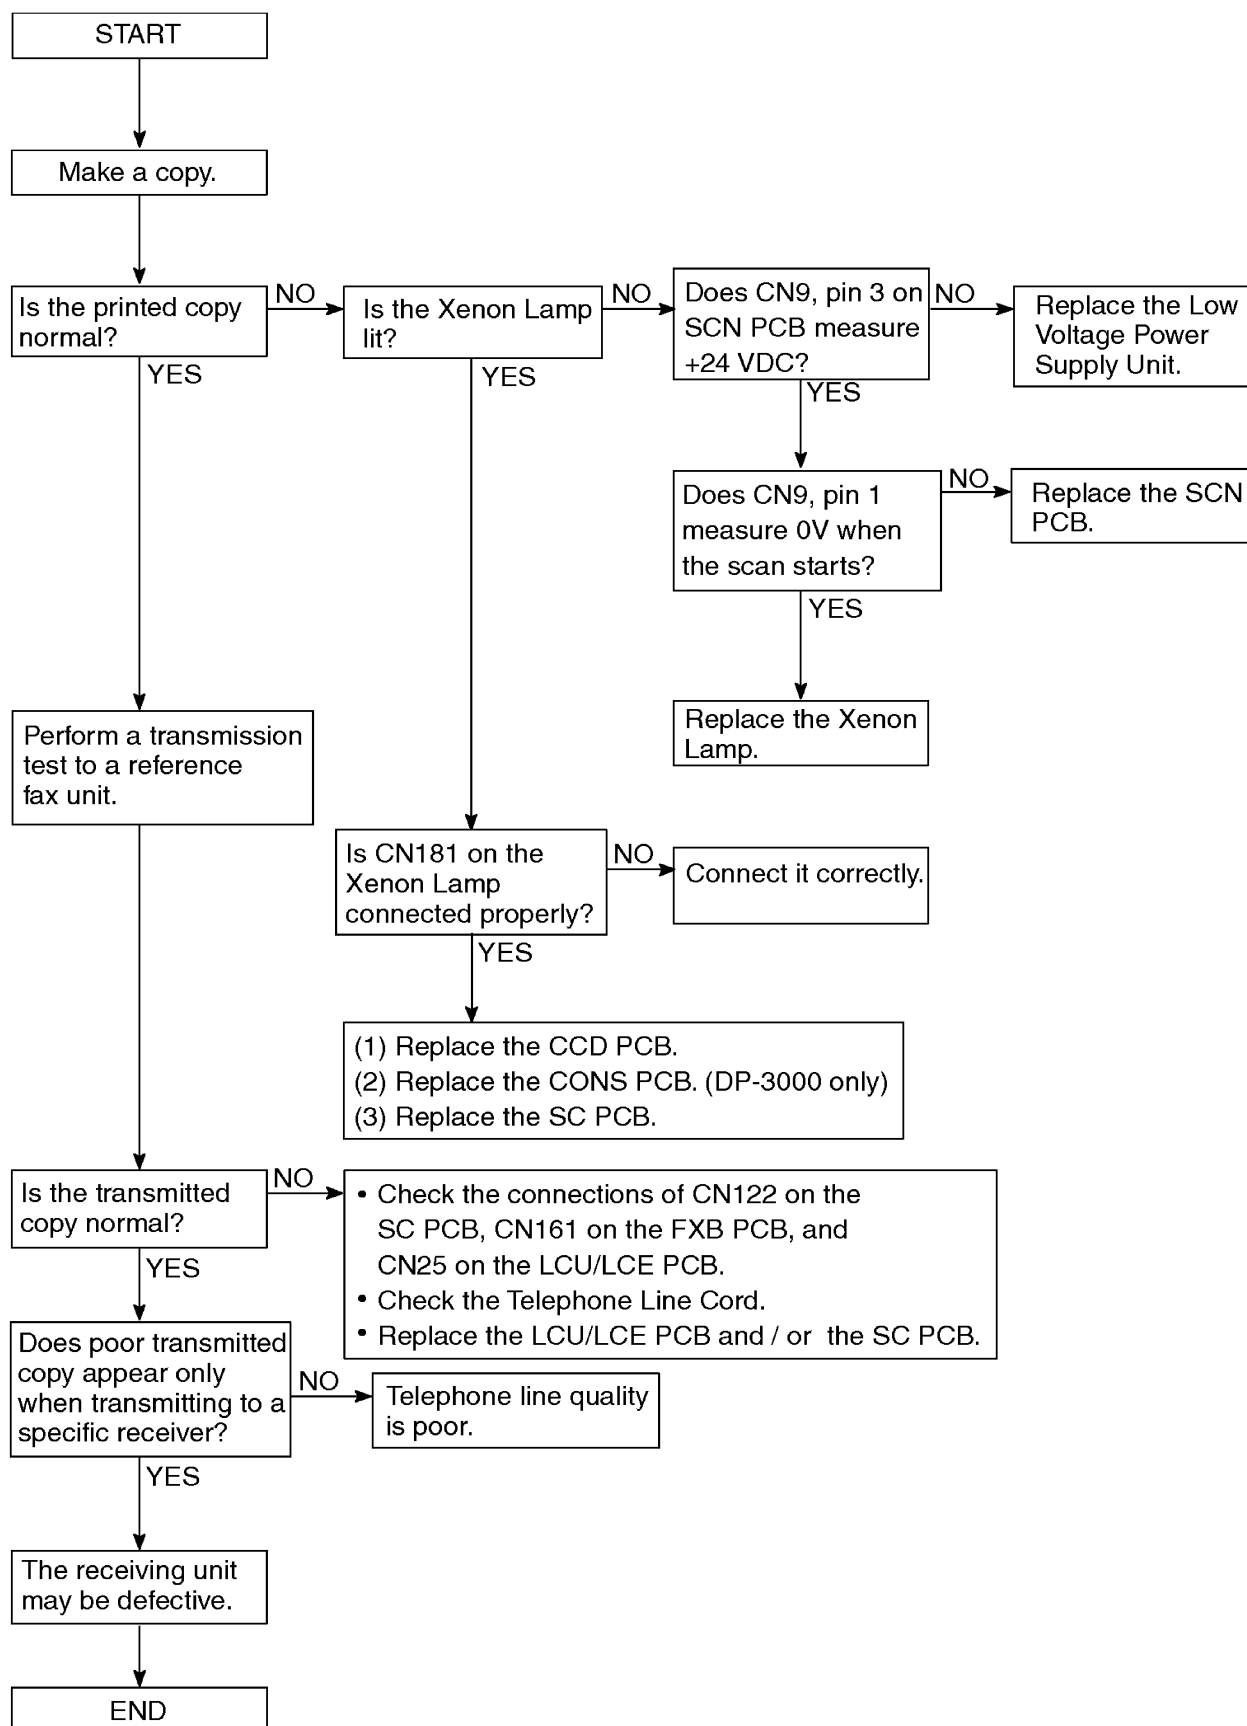 START
Make a copy.
Is the printed copy
normal?
NO
YES
Is the Xenon Lamp
lit?
NO
YES
Does CN9, pin 3 on
SCN PCB measure
+24 VDC?
NO
YES
Replace the Low
Voltage Power
Supply Unit.
Does CN9, pin 1
measure 0V when
the scan starts?
NO
YES
Replace the SCN
PCB.
Replace the Xenon
Lamp.
Perform a transmission
test to a reference
fax unit.
Is CN181 on the
Xenon Lamp
connected properly?
NO
YES
Connect it correctly.
(1) Replace the CCD PCB.
(2) Replace the CONS PCB. (DP-3000 only)
(3) Replace the SC PCB.
Is the transmitted
copy normal?
NO
YES
• Check the connections of CN122 on the
SC PCB, CN161 on the FXB PCB, and
CN25 on the LCU/LCE PCB.
• Check the Telephone Line Cord.
• Replace the LCU/LCE PCB and / or the SC PCB.
Does poor transmitted
copy appear only
when transmitting to a
specific receiver?
NO
YES
Telephone line quality
is poor.
The receiving unit
may be defective.
END